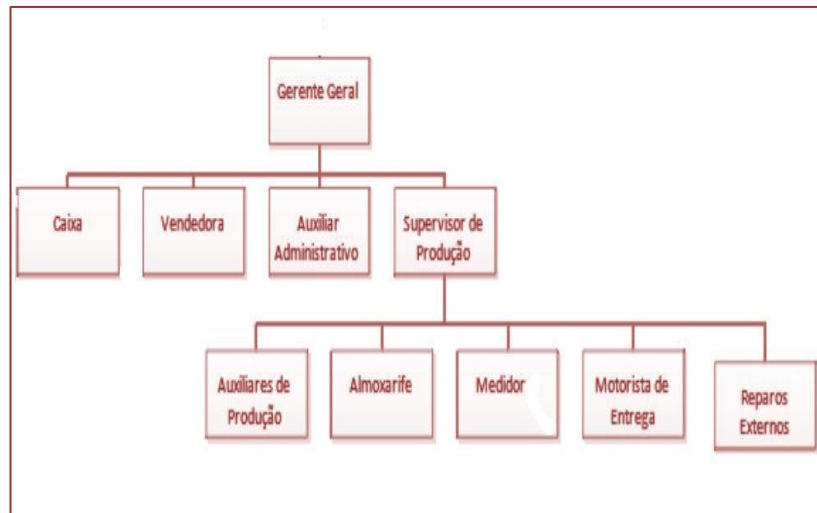 Gerente Geral
Caixa
Vendedora
Auxiliar
Administrativo
Supervisor de
Produção
Auxiliares de
Produção
Almoxarife
Medidor
Motorista de
Entrega
Reparos
Externos